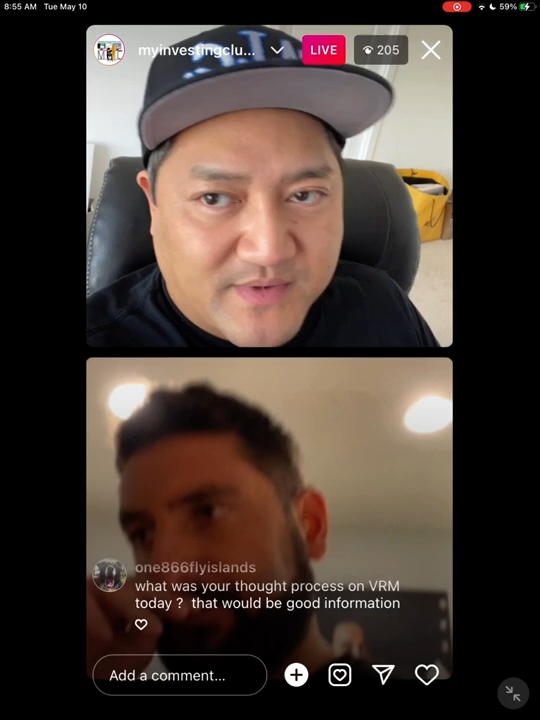 8:55 AM Tue May 10
59%
myinvestingclu...
LIVE
205
one866flyislands
what was your thought process on VRM
today ? that would be good information
Add a comment...